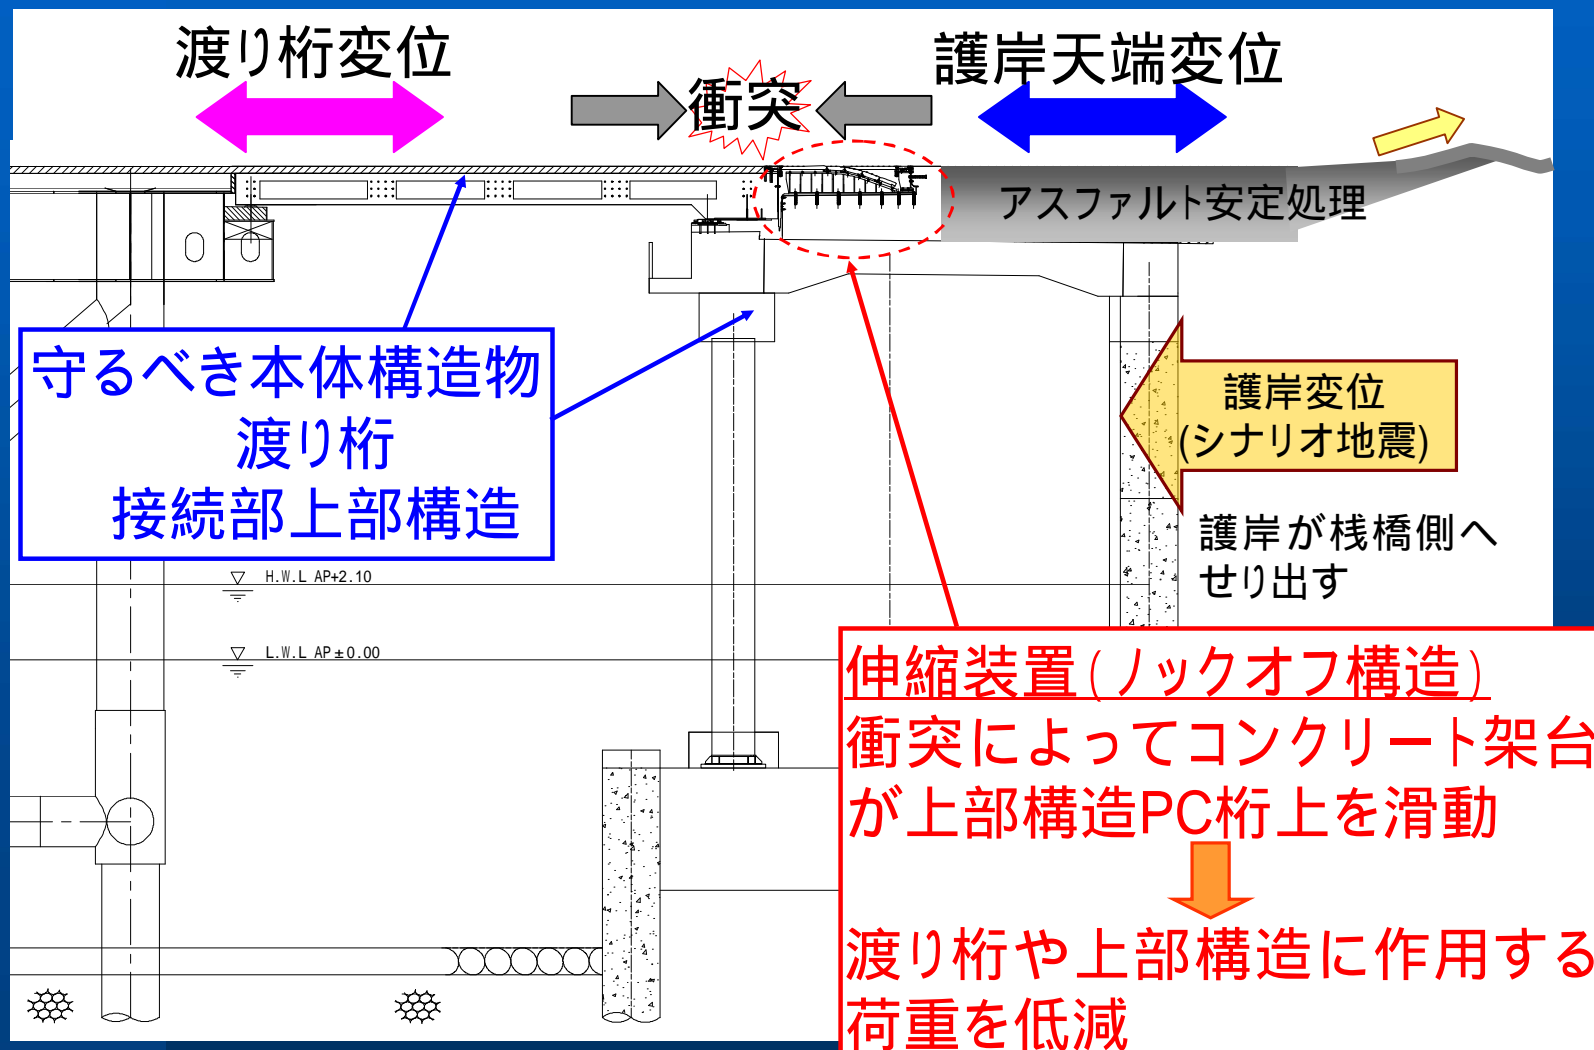 渡り桁変位
衝突
護岸天端変位
アスファルト安定処理
守るべき本体構造物
渡り桁
接続部上部構造
護岸変位
(シナリオ地震)
護岸が桟橋側へ
せり出す
H.W.L AP+2.10
L.W.L AP±0.00
伸縮装置(ノックオフ構造)
衝突によってコンクリート架台
が上部構造PC桁上を滑動
渡り桁や上部構造に作用する
荷重を低減